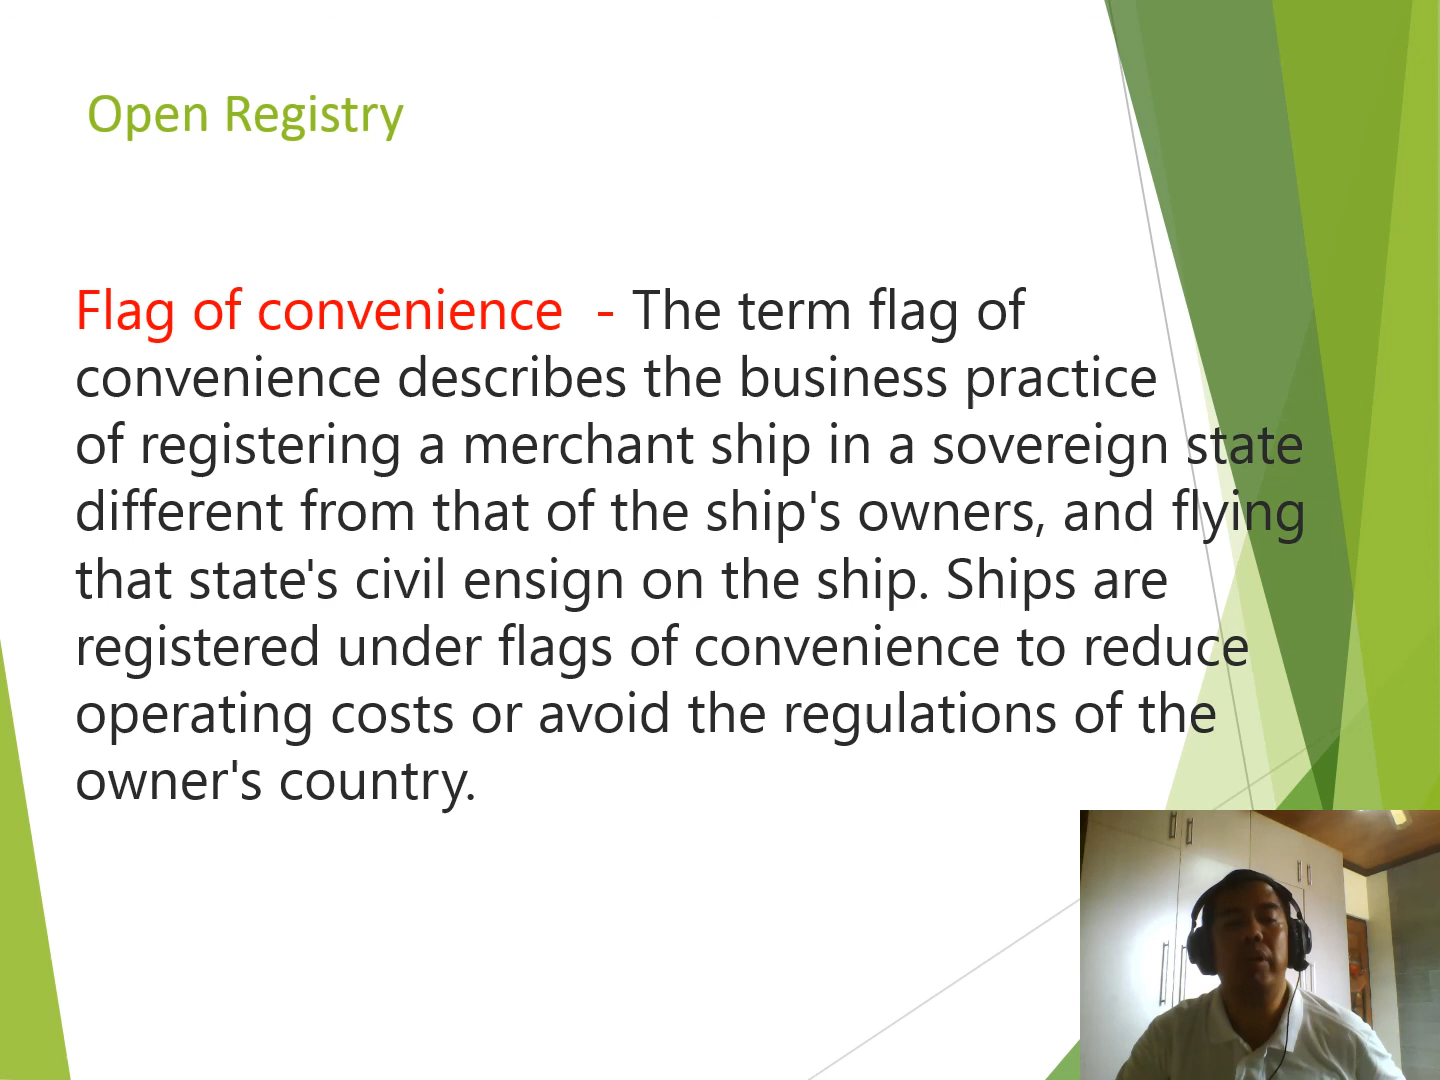 Open Registry
Flag of convenience - The term flag of
convenience describes the business practice
of registering a merchant ship in a sovereign state
different from that of the ship's owners, and flying
that state's civil ensign on the ship. Ships are
registered under flags of convenience to reduce
operating costs or avoid the regulations of the
owner's country.